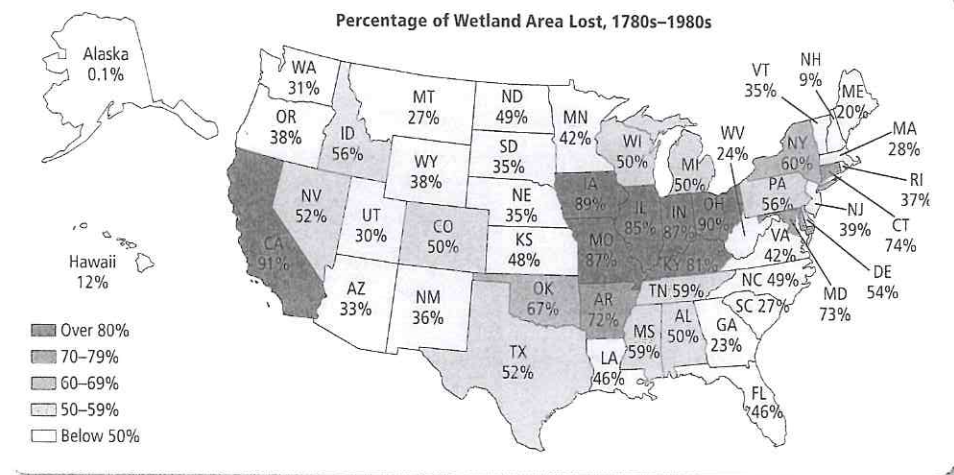 Percentage of Wetland Area Lost, 1780s–1980s
Alaska
0.1%
WA
31%
OR
38%
ID
56%
MT
27%
ND
49%
MN
42%
SD
35%
WY
38%
NE
35%
WI
50%
MI
50%
IA
89%
IL
85%
IN
87%
OH
90%
VT
35%
NH
9%
ME
20%
MA
28%
NY
60%
RI
37%
CT
74%
PA
56%
NJ
39%
WV
24%
VA
42%
DE
54%
MD
73%
NV
52%
CA
91%
UT
30%
CO
50%
KS
48%
MO
87%
KY 81%
NC 49%
TN 59%
SC 27%
AZ
33%
NM
36%
OK
67%
AR
72%
MS
59%
AL
50%
GA
23%
TX
52%
LA
46%
FL
46%
Hawaii
12%
Over 80%
70–79%
60–69%
50–59%
Below 50%